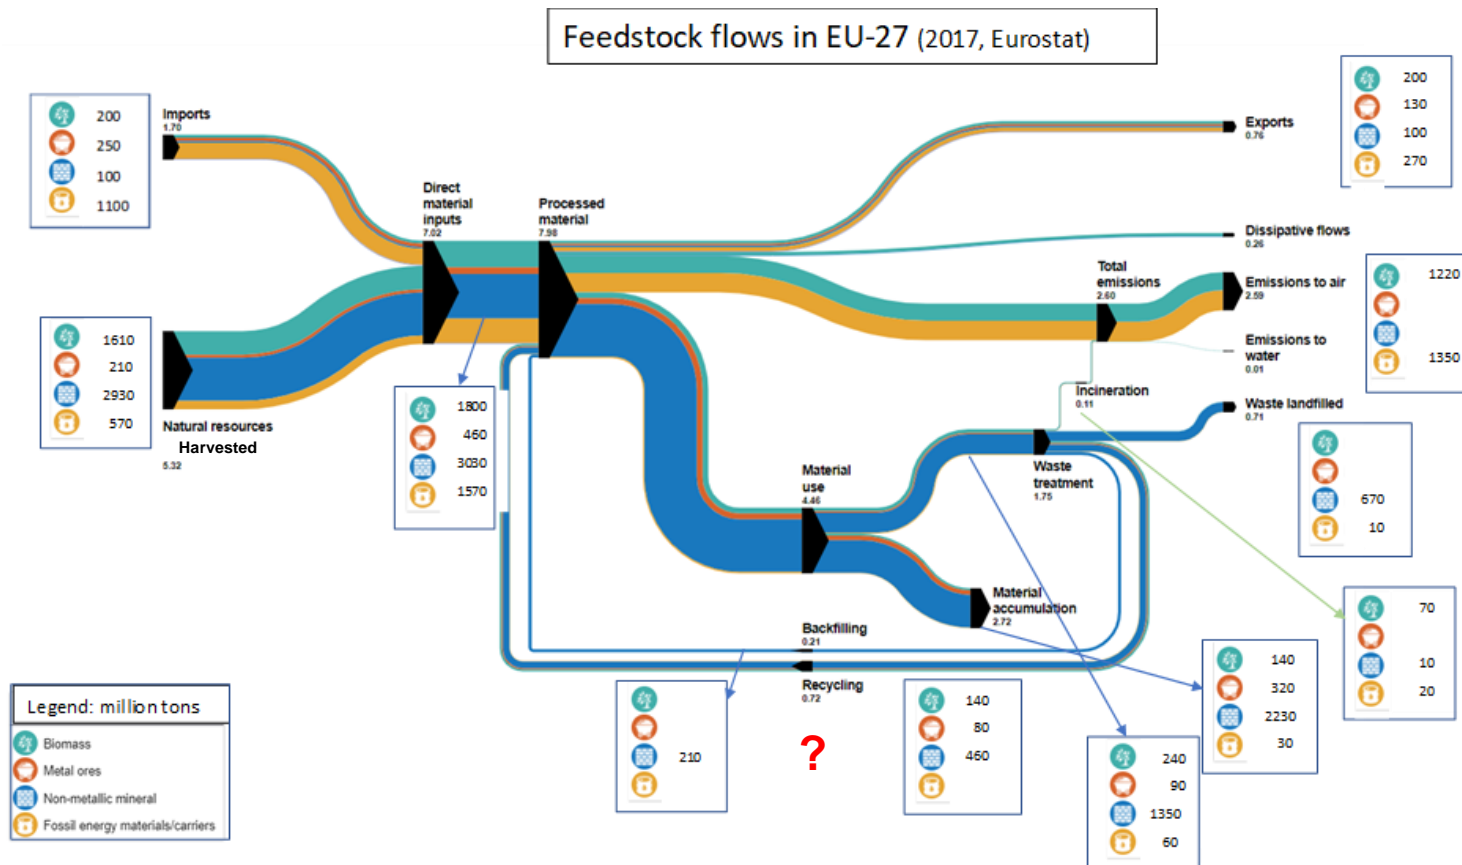 Feedstock flows in EU-27 (2017, Eurostat)
200
250
100
1100
Imports
1.70
Exports
0.76
200
130
100
270
Direct
material
inputs
7.02
Processed
material
7.98
Dissipative flows
0.26
Total
emissions
2.60
Emissions to air
2.59
Emissions to
water
0.01
1220
1350
1610
210
2930
570
Natural resources
Harvested
5.32
1800
460
3030
1570
Incineration
0.11
Waste landfilled
0.71
670
10
Material
use
4.46
Waste
treatment
1.75
Material
accumulation
2.72
Backfilling
0.21
Recycling
0.72
70
10
20
140
320
2230
30
210
?
140
80
460
240
90
1350
60
Legend: million tons
Biomass
Metal ores
Non-metallic mineral
Fossil energy materials/carriers